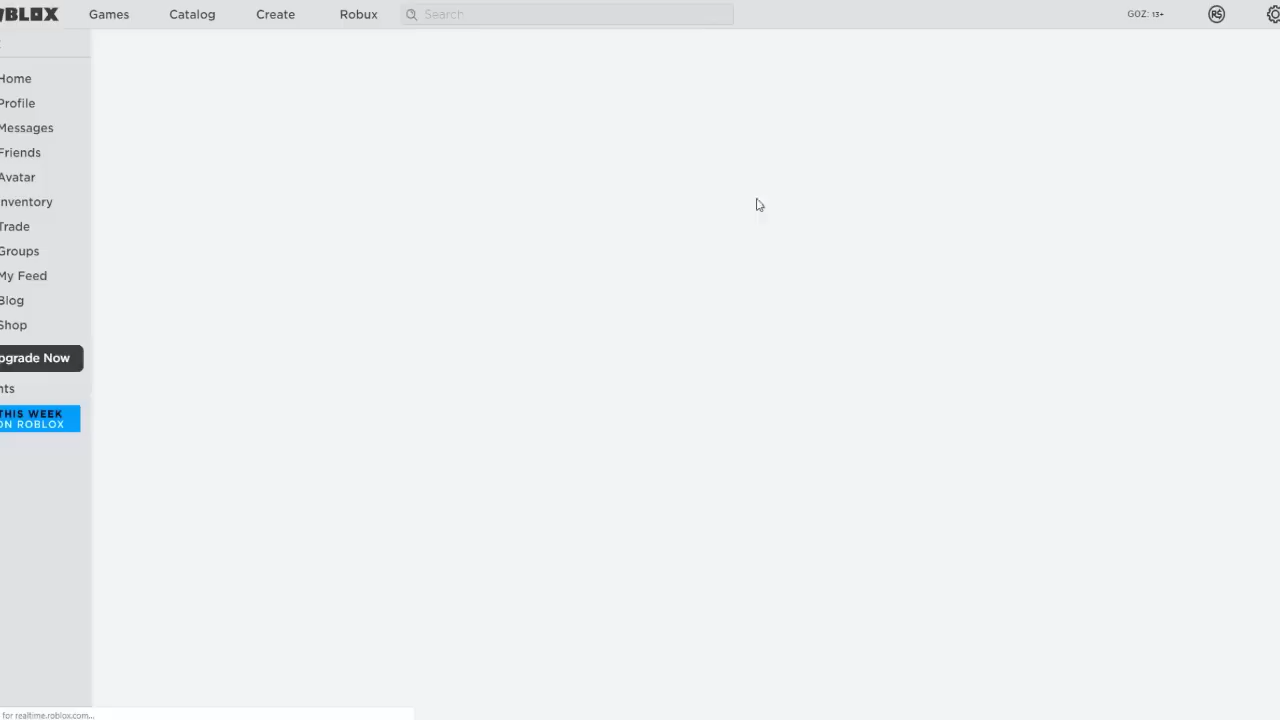 BLOX
Games
Catalog
Create
Robux
Search
GOZ: 13+
R$
Home
Profile
Messages
Friends
Avatar
nventory
Trade
Groups
My Feed
Blog
Shop
pgrade Now
nts
THIS WEEK
ON ROBLOX
for realtime.roblox.com...